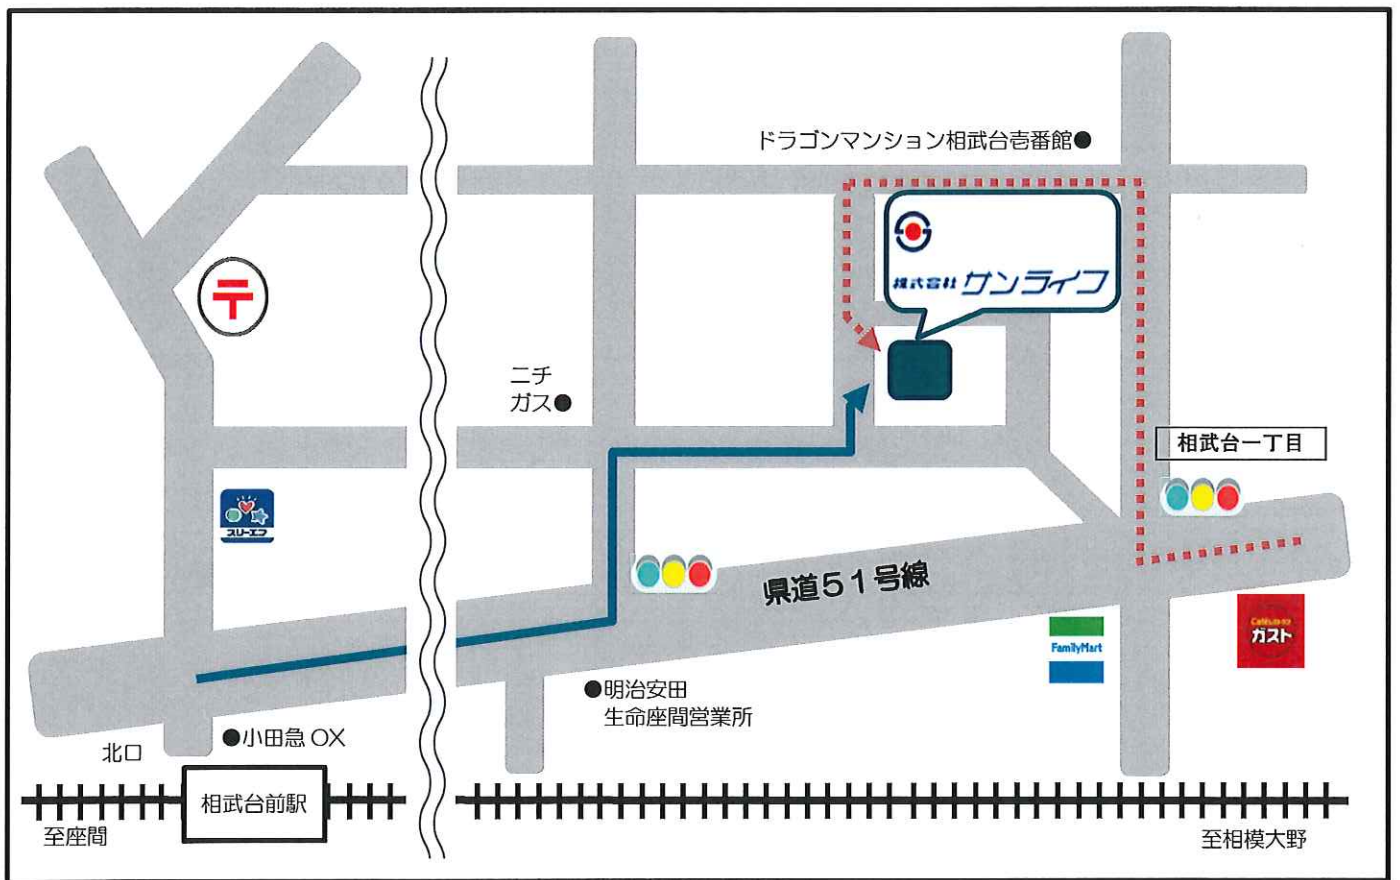 ドラゴンマンション相武台壱番館●
株式会社 サンライフ
〒
ニチ
ガス●
相武台一丁目
スリーエフ
県道51号線
FamilyMart
ガスト
●明治安田
生命座間営業所
●小田急 OX
北口
相武台前駅
至座間
至相模大野